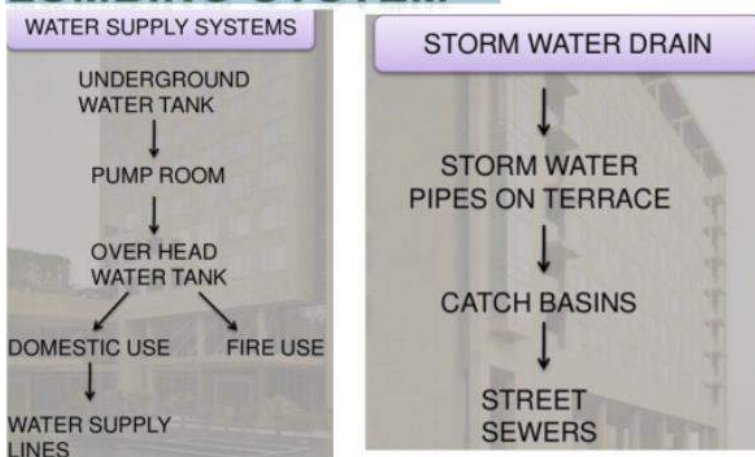 WATER SUPPLY SYSTEMS
UNDERGROUND
WATER TANK
PUMP ROOM
OVER HEAD
WATER TANK
DOMESTIC USE
FIRE USE
WATER SUPPLY
LINES
STORM WATER DRAIN
STORM WATER
PIPES ON TERRACE
CATCH BASINS
STREET
SEWERS